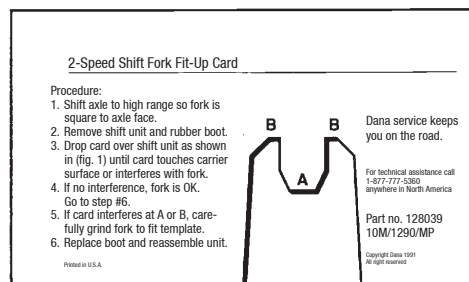 2-Speed Shift Fork Fit-Up Card
Procedure:
1. Shift axle to high range so fork is
square to axle face.
2. Remove shift unit and rubber boot.
3. Drop card over shift unit as shown
in (fig. 1) until card touches carrier
surface or interferes with fork.
4. If no interference, fork is OK.
Go to step #6.
5. If card interferes at A or B, care-
fully grind fork to fit template.
6. Replace boot and reassemble unit.
Printed in U.S.A.
B
B
A
Dana service keeps
you on the road.
For technical assistance call
1-877-777-5360
anywhere in North America
Part no. 128039
10M/1290/MP
Copyright Dana 1991
All right reserved